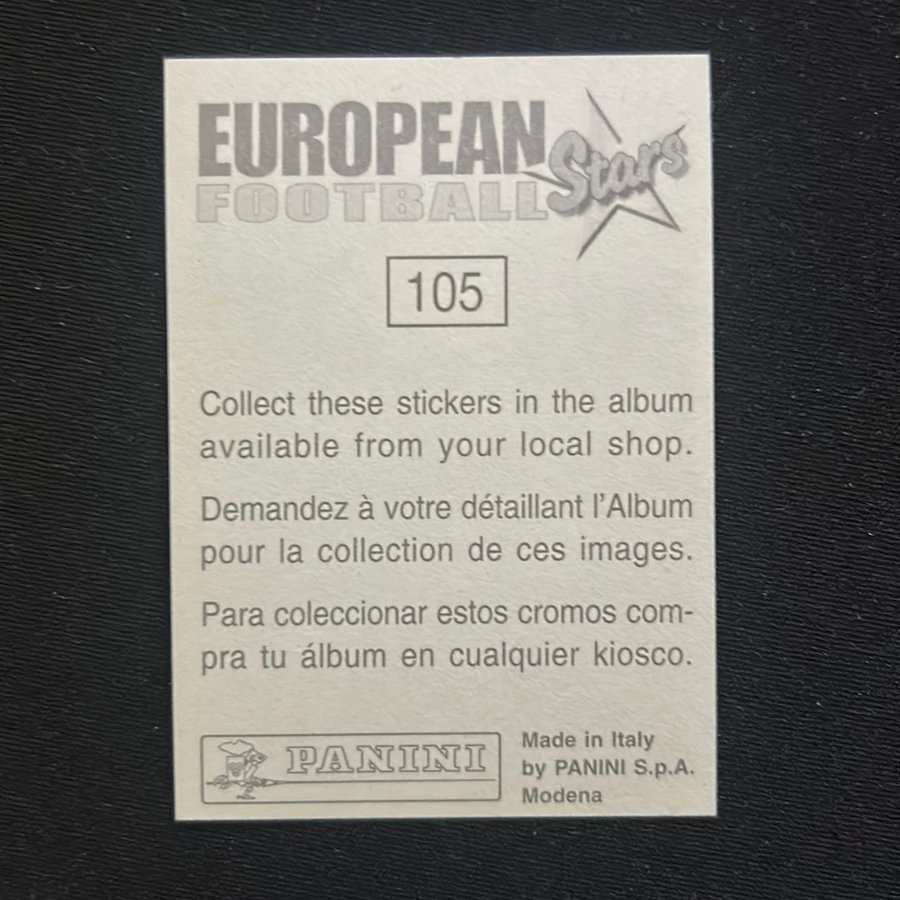 EUROPEAN
FOOTBALL Stars
105
Collect these stickers in the album
available from your local shop.
Demandez à votre détaillant l'Album
pour la collection de ces images.
Para coleccionar estos cromos com-
pra tu álbum en cualquier kiosco.
PANINI
Made in Italy
by PANINI S.p.A.
Modena